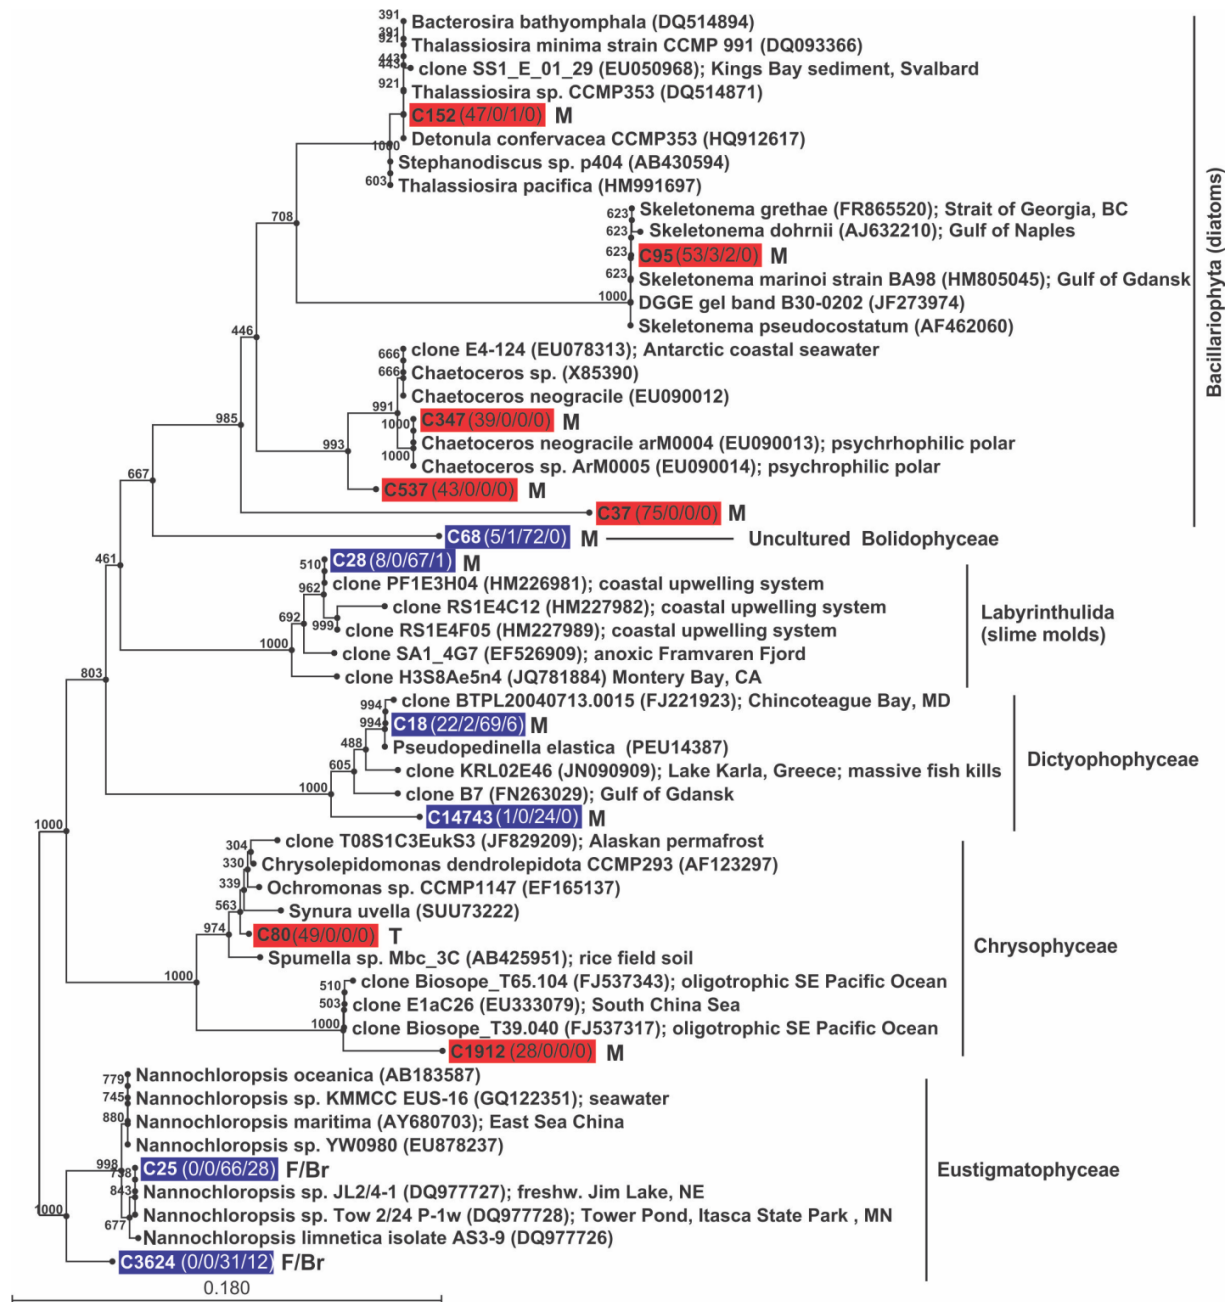 391
Bacterosira bathyomphala (DQ514894)
391
921
Thalassiosira minima strain CCMP 991 (DQ093366)
443
443
clone SS1_E_01_29 (EU050968); Kings Bay sediment, Svalbard
921
Thalassiosira sp. CCMP353 (DQ514871)
C152 (47/0/1/0) M
Detonula confervacea CCMP353 (HQ912617)
1000
Stephanodiscus sp. p404 (AB430594)
603
Thalassiosira pacifica (HM991697)
Skeletonema grethae (FR865520); Strait of Georgia, BC
623
708
623
Skeletonema dohrnii (AJ632210); Gulf of Naples
623
C95 (53/3/2/0) M
623
Skeletonema marinoi strain BA98 (HM805045); Gulf of Gdansk
1000
DGGE gel band B30-0202 (JF273974)
Skeletonema pseudocostatum (AF462060)
Bacillariophyta (diatoms)
446
666
clone E4-124 (EU078313); Antarctic coastal seawater
666
Chaetoceros sp. (X85390)
Chaetoceros neogracile (EU090012)
991
985
1000
C347 (39/0/0/0) M
993
Chaetoceros neogracile arM0004 (EU090013); psychrhophilic polar
1000
Chaetoceros sp. ArM0005 (EU090014); psychrophilic polar
667
C537 (43/0/0/0) M
C37 (75/0/0/0) M
C68 (5/1/72/0) M Uncultured Bolidophyceae
461
C28 (8/0/67/1) M
510
clone PF1E3H04 (HM226981); coastal upwelling system
962
clone RS1E4C12 (HM227982); coastal upwelling system
692
999
clone RS1E4F05 (HM227989); coastal upwelling system
1000
clone SA1_4G7 (EF526909); anoxic Framvaren Fjord
clone H3S8Ae5n4 (JQ781884) Montery Bay, CA
Labyrinthulida
(slime molds)
803
994
clone BTPL20040713.0015 (FJ221923); Chincoteague Bay, MD
994
C18 (22/2/69/6) M
488
Pseudopedinella elastica (PEU14387)
605
clone KRL02E46 (JN090909); Lake Karla, Greece; massive fish kills
1000
clone B7 (FN263029); Gulf of Gdansk
C14743 (1/0/24/0) M
Dictyophophyceae
1000
304
clone T08S1C3EukS3 (JF829209); Alaskan permafrost
330
Chrysolepidomonas dendrolepidota CCMP293 (AF123297)
339
Ochromonas sp. CCMP1147 (EF165137)
563
Synura uvella (SUU73222)
974
C80 (49/0/0/0) T
Spumella sp. Mbc_3C (AB425951); rice field soil
1000
510
clone Biosope_T65.104 (FJ537343); oligotrophic SE Pacific Ocean
503
clone E1aC26 (EU333079); South China Sea
1000
clone Biosope_T39.040 (FJ537317); oligotrophic SE Pacific Ocean
C1912 (28/0/0/0) M
Chrysophyceae
779
Nannochloropsis oceanica (AB183587)
745
Nannochloropsis sp. KMMCC EUS-16 (GQ122351); seawater
880
Nannochloropsis maritima (AY680703); East Sea China
Nannochloropsis sp. YW0980 (EU878237)
998
738
C25 (0/0/66/28) F/Br
843
Nannochloropsis sp. JL2/4-1 (DQ977727); freshw. Jim Lake, NE
1000
677
Nannochloropsis sp. Tow 2/24 P-1w (DQ977728); Tower Pond, Itasca State Park , MN
Nannochloropsis limnetica isolate AS3-9 (DQ977726)
C3624 (0/0/31/12) F/Br
Eustigmatophyceae
0.180